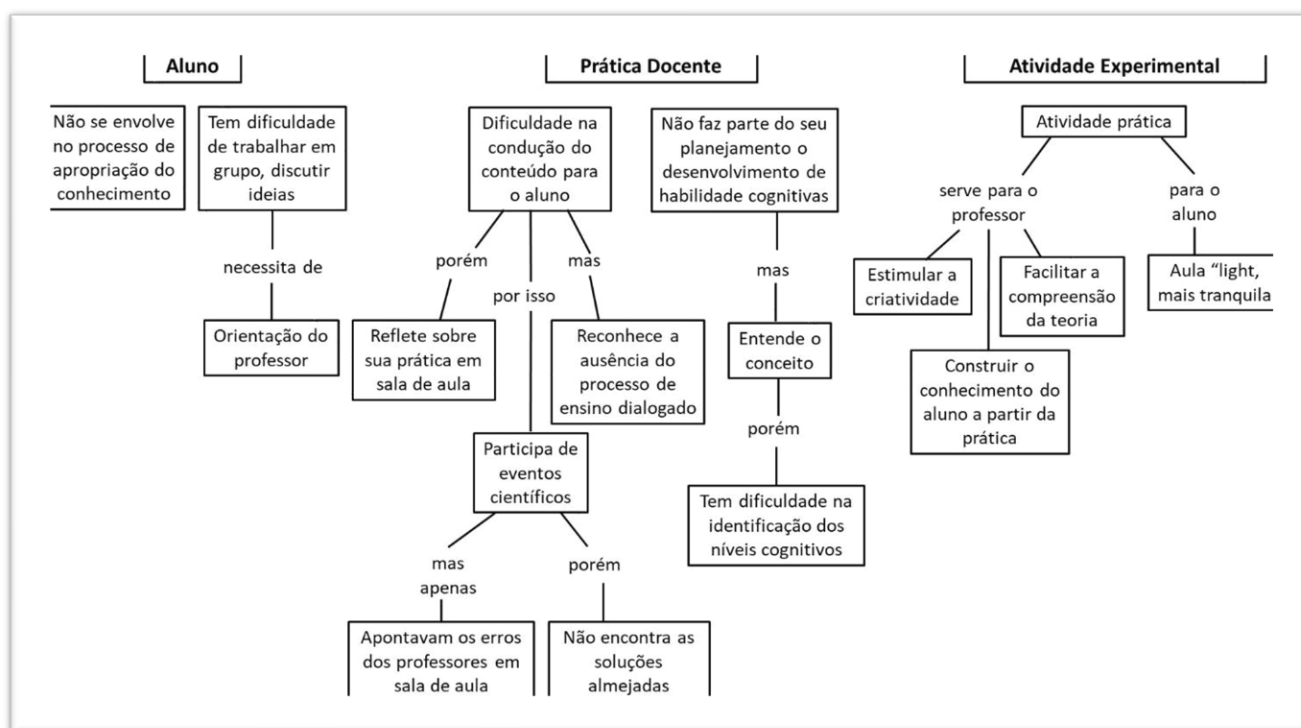 Aluno
Não se envolve
no processo de
apropriação do
conhecimento
Tem dificuldade
de trabalhar em
grupo, discutir
ideias
necessita de
Orientação do
professor
Prática Docente
Dificuldade na
condução do
conteúdo para
o aluno
porém
Reflete sobre
sua prática em
sala de aula
por isso
Participa de
eventos
científicos
mas
apenas
Apontavam os erros
dos professores em
sala de aula
porém
Não encontra as
soluções
almejadas
mas
Reconhece a
ausência do
processo de
ensino dialogado
Não faz parte do seu
planejamento o
desenvolvimento de
habilidade cognitivas
mas
Entende o
conceito
porém
Tem dificuldade na
identificação dos
níveis cognitivos
Atividade Experimental
Atividade prática
serve para o
professor
Estimular a
criatividade
Construir o
conhecimento do
aluno a partir da
prática
Facilitar a
compreensão
da teoria
para o
aluno
Aula “light,
mais tranquila